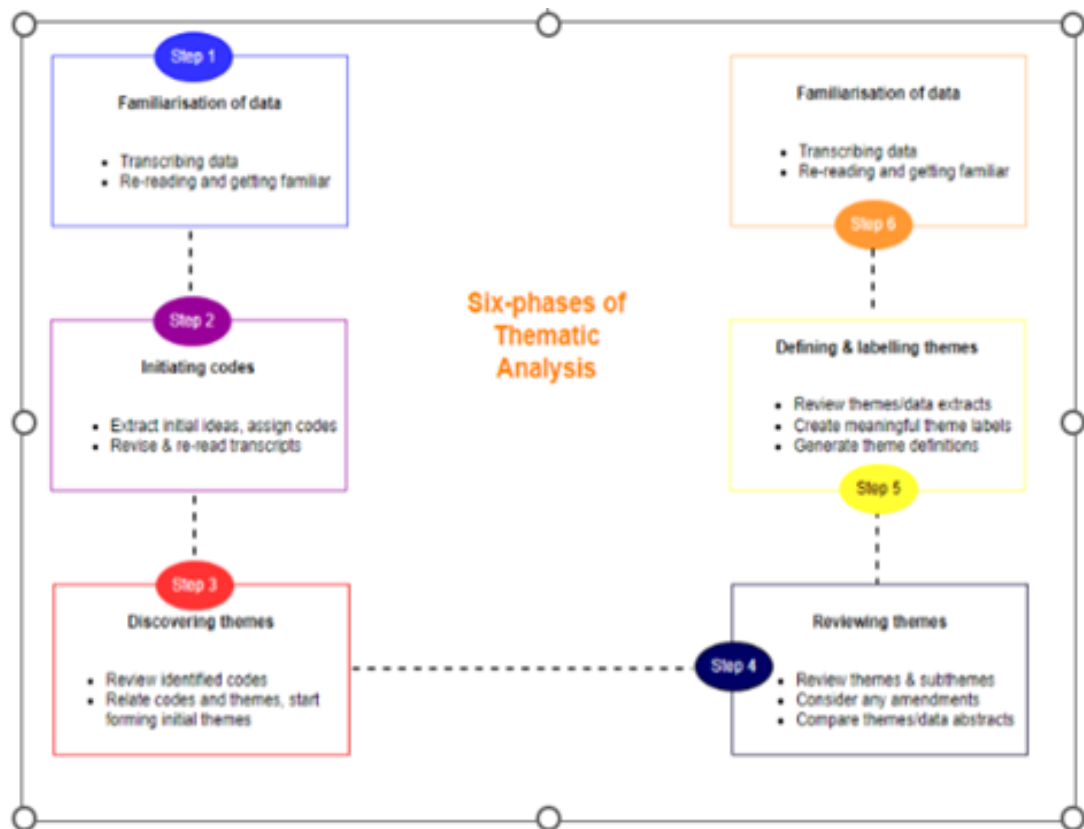 Step 1
Familiarisation of data
• Transcribing data
• Re-reading and getting familiar
Step 2
Initiating codes
• Extract initial ideas, assign codes
• Revise & re-read transcripts
Step 3
Discovering themes
• Review identified codes
• Relate codes and themes, start
forming initial themes
Six-phases of
Thematic
Analysis
Step 4
Reviewing themes
• Review themes & subthemes
• Consider any amendments
• Compare themes/data abstracts
Defining & labelling themes
• Review themes/data extracts
• Create meaningful theme labels
• Generate theme definitions
Step 5
Familiarisation of data
• Transcribing data
• Re-reading and getting familiar
Step 6